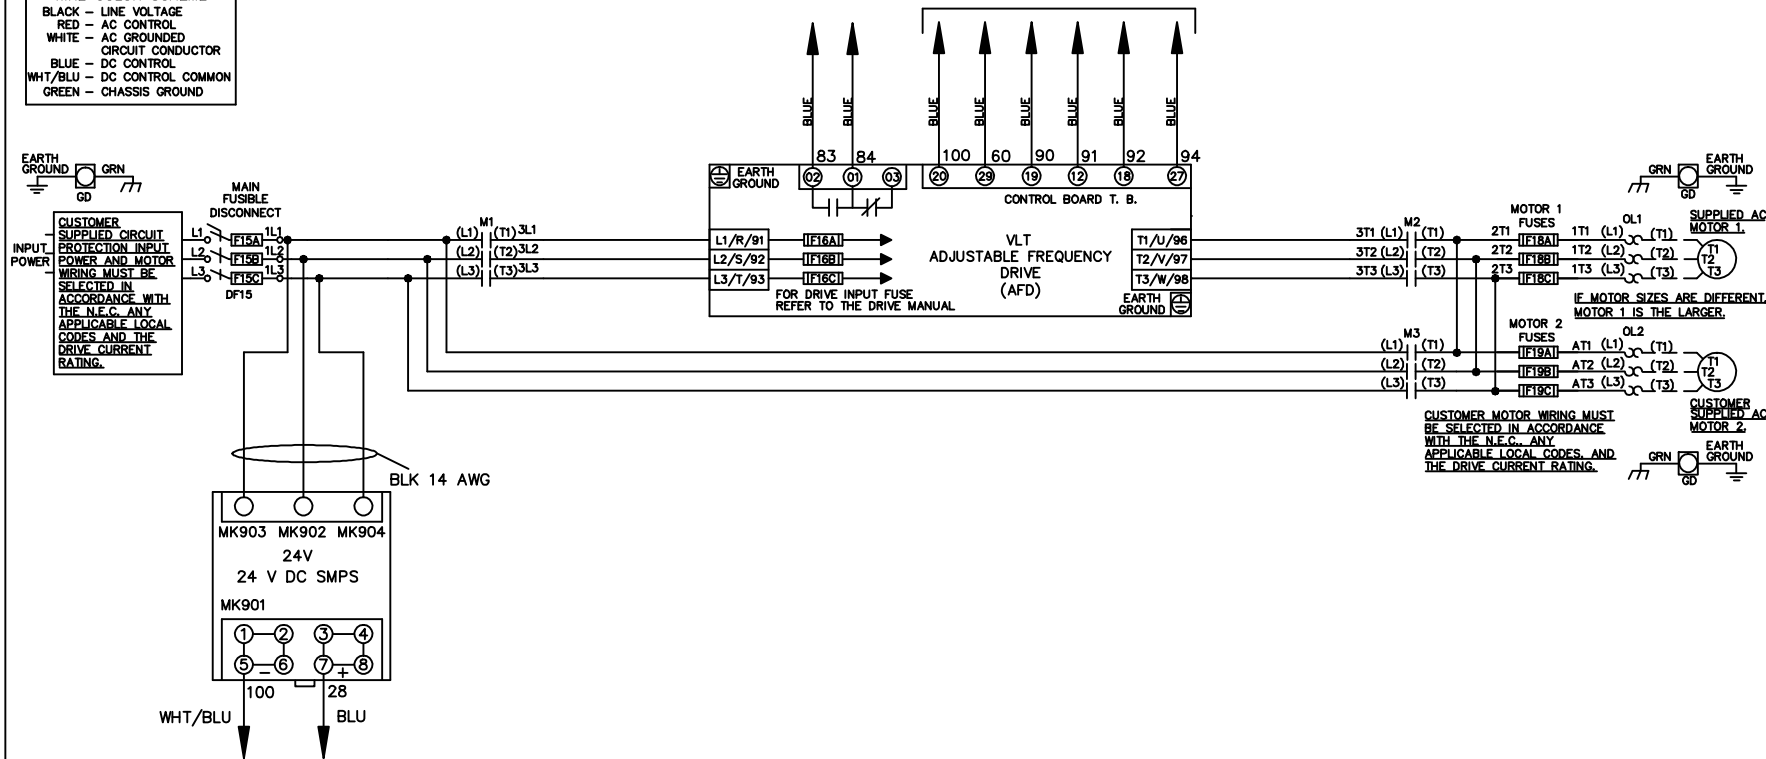 BLACK – LINE VOLTAGE
RED – AC CONTROL
WHITE – AC GROUNDED
CIRCUIT CONDUCTOR
BLUE – DC CONTROL
WHT/BLU – DC CONTROL COMMON
GREEN – CHASSIS GROUND
BLUE
BLUE
BLUE
BLUE
BLUE
BLUE
BLUE
BLUE
83 84
100 60 90 91 92 94
EARTH
GROUND
02 01 03
20 29 19 12 18 27
CONTROL BOARD T. B.
EARTH
GROUND
GRN
GD
MAIN
FUSIBLE
DISCONNECT
INPUT
POWER
CUSTOMER
SUPPLIED CIRCUIT
PROTECTION INPUT
POWER AND MOTOR
WIRING MUST BE
SELECTED IN
ACCORDANCE WITH
THE N.E.C. ANY
APPLICABLE LOCAL
CODES AND THE
DRIVE CURRENT
RATING.
L1 F15A 1L1
L2 F15B 1L2
L3 F15C 1L3
DF15
M1
(L1) (T1) 3L1
(L2) (T2) 3L2
(L3) (T3) 3L3
L1/R/91 F16A
L2/S/92 F16B
L3/T/93 F16C
FOR DRIVE INPUT FUSE
REFER TO THE DRIVE MANUAL
VLT
ADJUSTABLE FREQUENCY
DRIVE
(AFD)
T1/U/96
T2/V/97
T3/W/98
EARTH
GROUND
M2
3T1 (L1) (T1)
3T2 (L2) (T2)
3T3 (L3) (T3)
MOTOR 1
FUSES
2T1 F18A 1T1 (L1)
2T2 F18B 1T2 (L2)
2T3 F18C 1T3 (L3)
OL1
(T1)
(T2)
(T3)
T1
T2
T3
GRN
GD
EARTH
GROUND
SUPPLIED AC
MOTOR 1.
IF MOTOR SIZES ARE DIFFERENT,
MOTOR 1 IS THE LARGER.
M3
(L1) (T1)
(L2) (T2)
(L3) (T3)
MOTOR 2
FUSES
F19A AT1 (L1)
F19B AT2 (L2)
F19C AT3 (L3)
OL2
(T1)
(T2)
(T3)
T1
T2
T3
CUSTOMER
SUPPLIED AC
MOTOR 2.
CUSTOMER MOTOR WIRING MUST
BE SELECTED IN ACCORDANCE
WITH THE N.E.C., ANY
APPLICABLE LOCAL CODES, AND
THE DRIVE CURRENT RATING.
GRN
GD
EARTH
GROUND
BLK 14 AWG
MK903 MK902 MK904
24V
24 V DC SMPS
MK901
1 2 3 4
5 – 6 7 + 8
100 28
WHT/BLU BLU